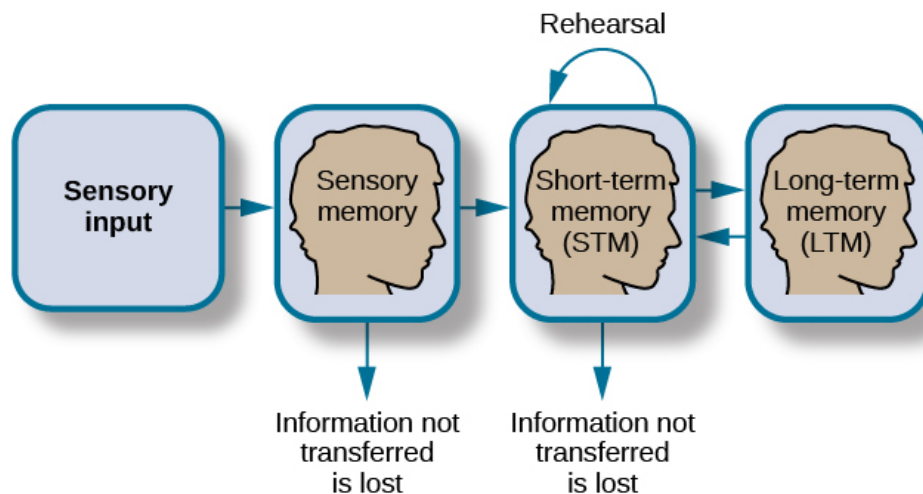 Rehearsal
Sensory
input
Sensory
memory
Short-term
memory
(STM)
Long-term
memory
(LTM)
Information not
transferred
is lost
Information not
transferred
is lost